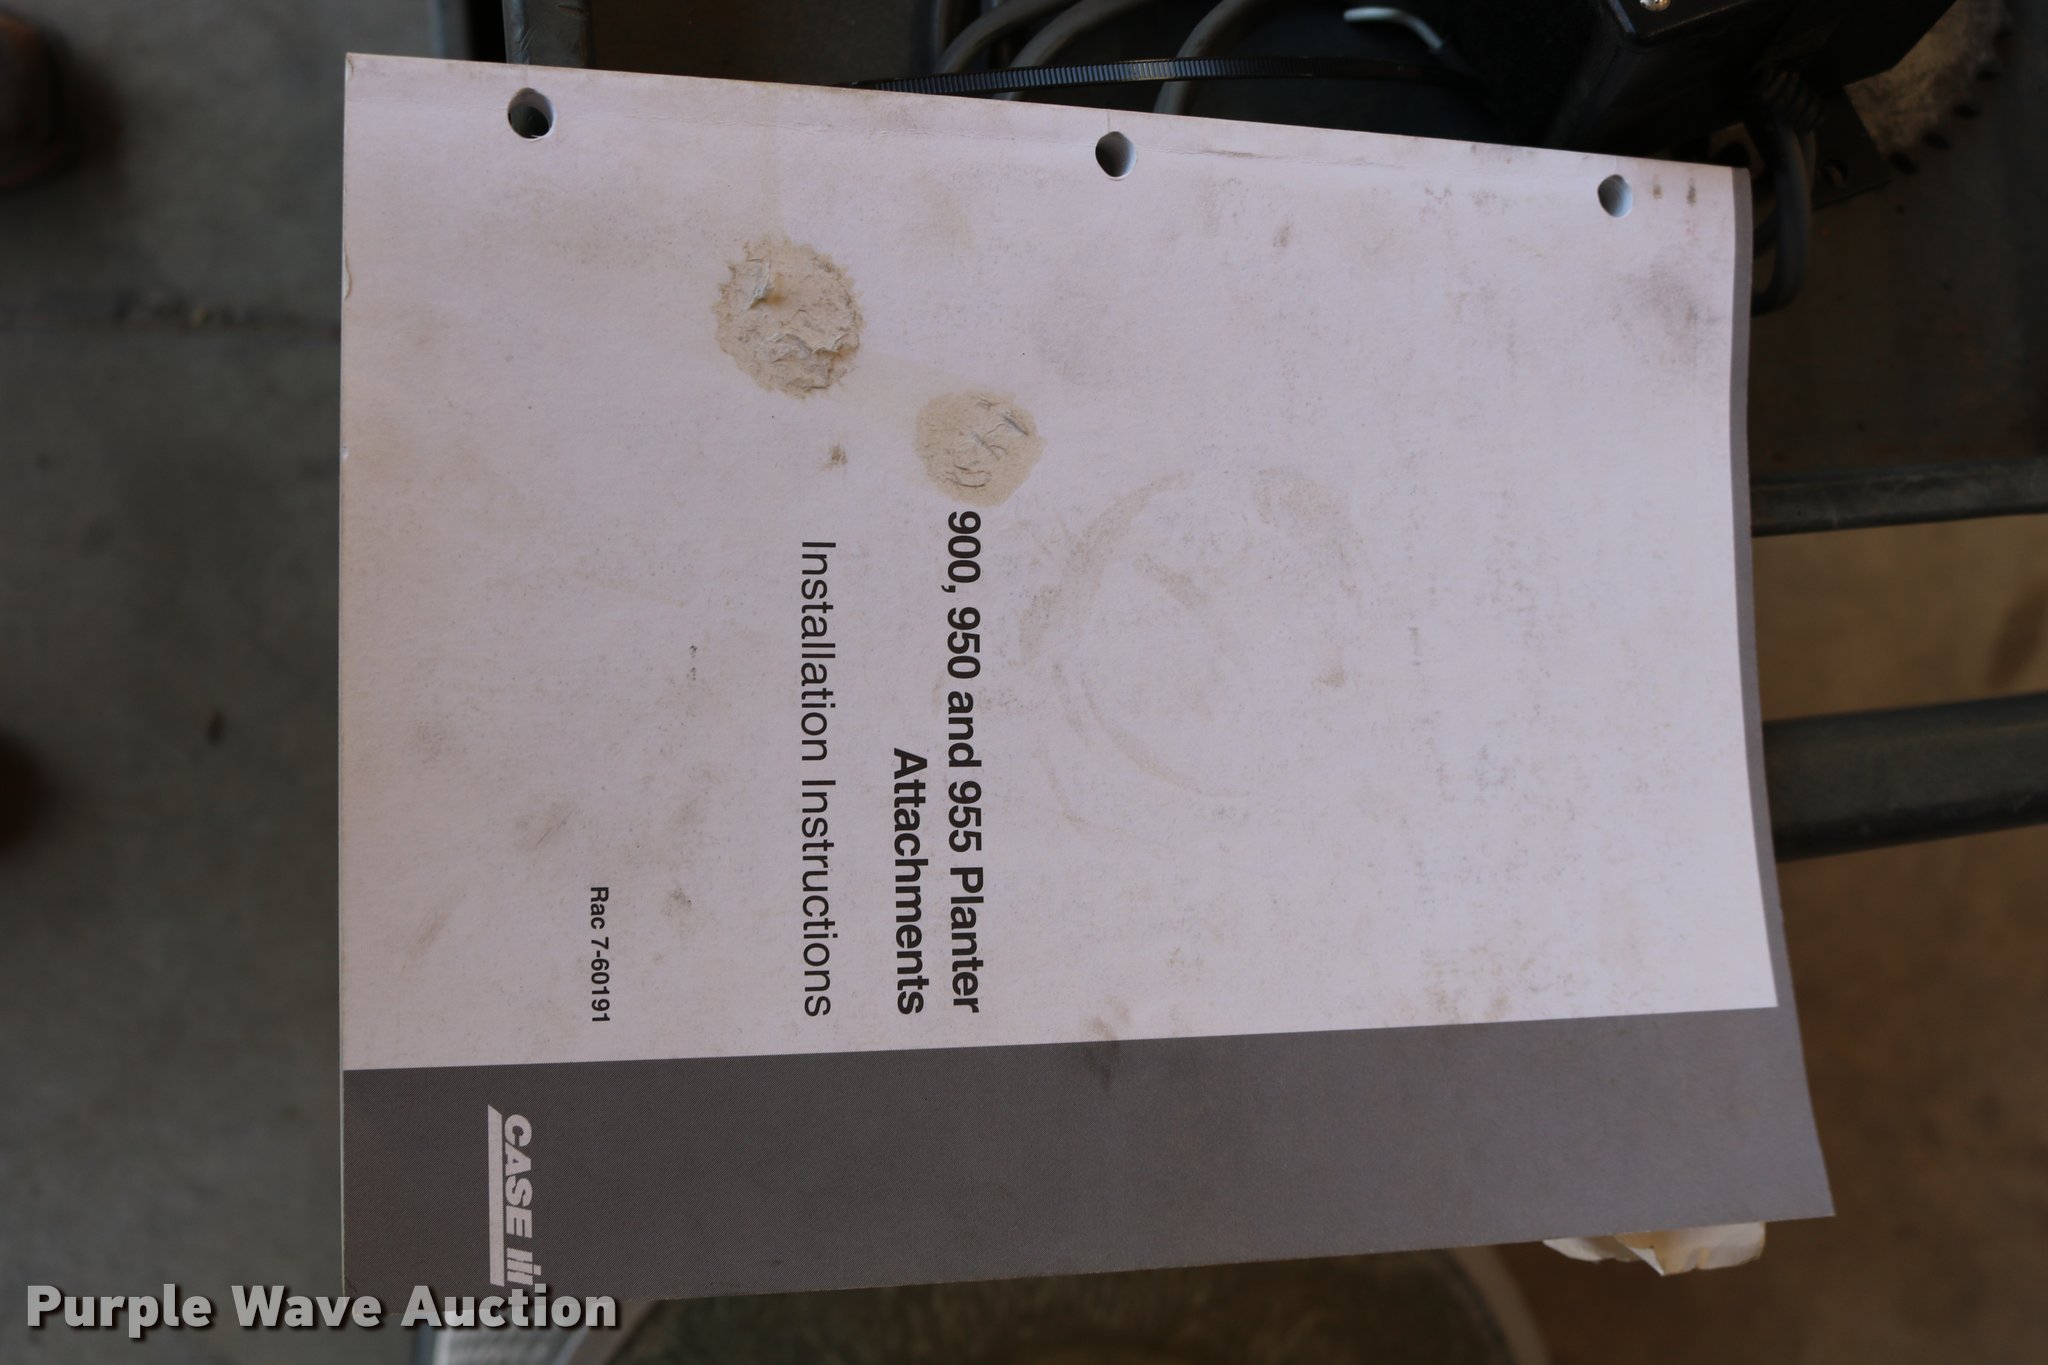 900, 950 and 955 Planter
Attachments
Installation Instructions
Rac 7-60191
CASE IH
Purple Wave Auction